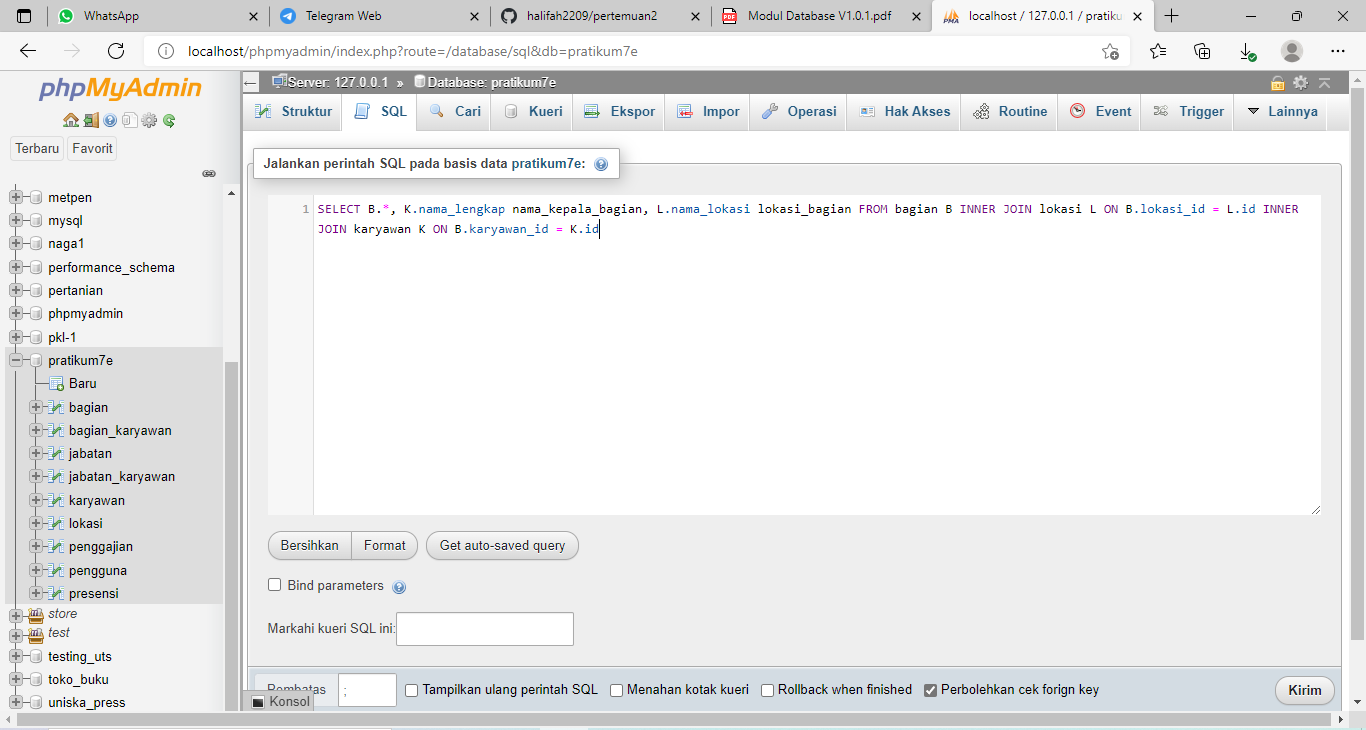 WhatsApp
Telegram Web
halifah2209/pertemuan2
PDF
Modul Database V1.0.1.pdf
PMA
localhost / 127.0.0.1 / pratiku
localhost/phpmyadmin/index.php?route=/database/sql&db=pratikum7e
phpMyAdmin
Terbaru
Favorit
metpen
mysql
naga1
performance_schema
pertanian
phpmyadmin
pkl-1
pratikum7e
Baru
bagian
bagian_karyawan
jabatan
jabatan_karyawan
karyawan
lokasi
penggajian
pengguna
presensi
store
test
testing_uts
toko_buku
uniska_press
Server: 127.0.0.1 » Database: pratikum7e
Struktur
SQL
Cari
Kueri
Ekspor
Impor
Operasi
Hak Akses
Routine
Event
Trigger
Lainnya
Jalankan perintah SQL pada basis data pratikum7e:
1 SELECT B.*, K.nama_lengkap nama_kepala_bagian, L.nama_lokasi lokasi_bagian FROM bagian B INNER JOIN lokasi L ON B.lokasi_id = L.id INNER
JOIN karyawan K ON B.karyawan_id = K.id
Bersihkan
Format
Get auto-saved query
Bind parameters
Markahi kueri SQL ini:
Pembatas
;
Tampilkan ulang perintah SQL
Menahan kotak kueri
Rollback when finished
Perbolehkan cek forign key
Kirim
Konsol